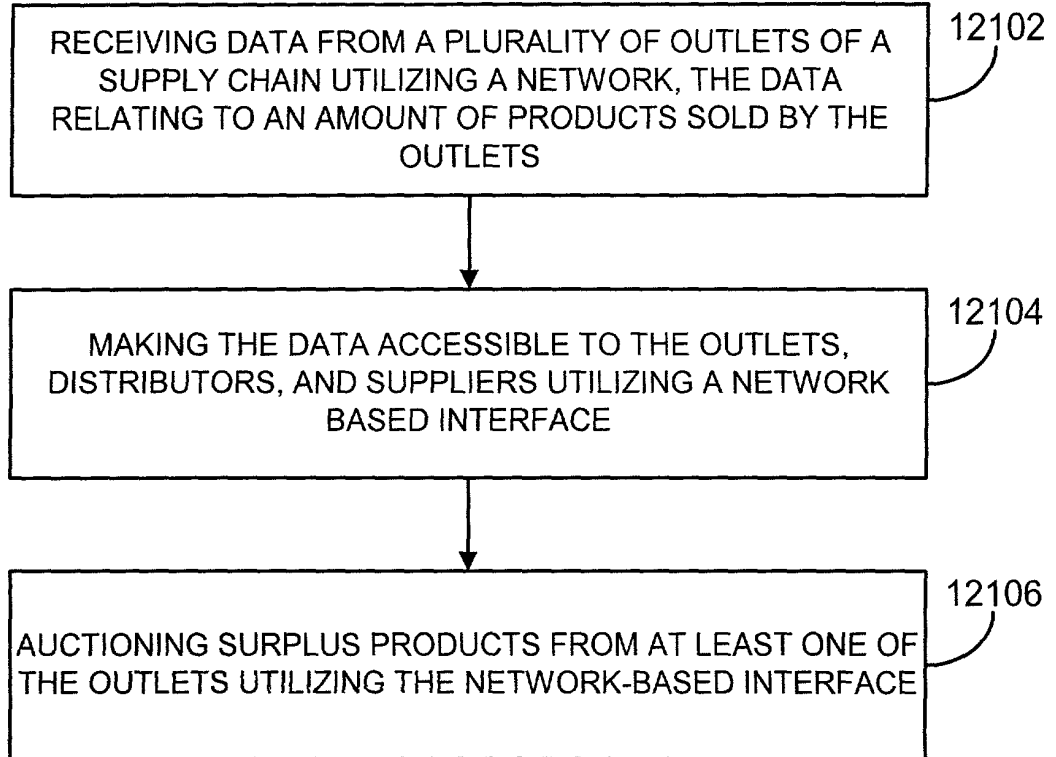 RECEIVING DATA FROM A PLURALITY OF OUTLETS OF A
SUPPLY CHAIN UTILIZING A NETWORK, THE DATA
RELATING TO AN AMOUNT OF PRODUCTS SOLD BY THE
OUTLETS
12102
MAKING THE DATA ACCESSIBLE TO THE OUTLETS,
DISTRIBUTORS, AND SUPPLIERS UTILIZING A NETWORK
BASED INTERFACE
12104
AUCTIONING SURPLUS PRODUCTS FROM AT LEAST ONE OF
THE OUTLETS UTILIZING THE NETWORK-BASED INTERFACE
12106